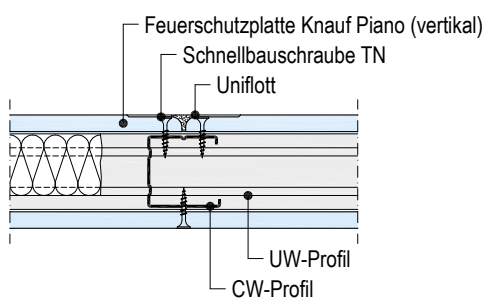 Feuerschutzplatte Knauf Piano (vertikal)
Schnellbauschraube TN
Uniflott
UW-Profil
CW-Profil